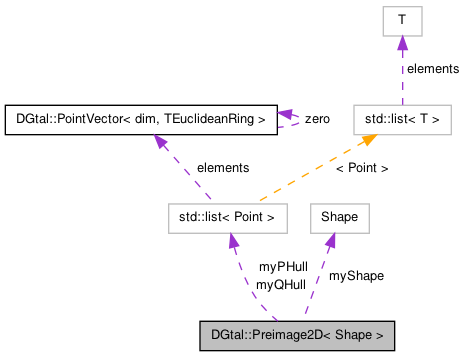 T
elements
DGtal::PointVector< dim, TEuclideanRing >
zero
std::list< T >
elements
< Point >
std::list< Point >
Shape
myPHull
myQHull
myShape
DGtal::Preimage2D< Shape >